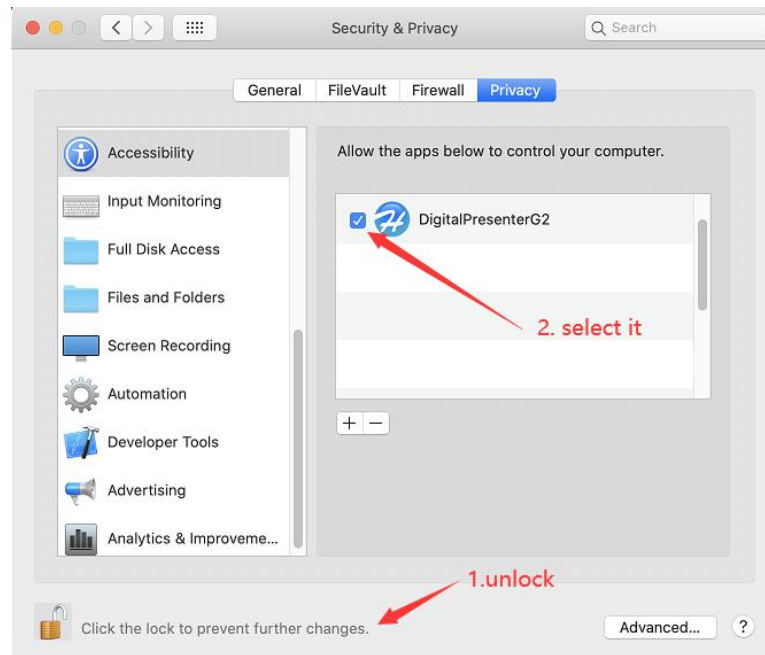 Security & Privacy
Search
General
FileVault
Firewall
Privacy
Accessibility
Input Monitoring
Full Disk Access
Files and Folders
Screen Recording
Automation
Developer Tools
Advertising
Analytics & Improveme...
Allow the apps below to control your computer.
DigitalPresenterG2
2. select it
+ −
1.unlock
Click the lock to prevent further changes.
Advanced...
?